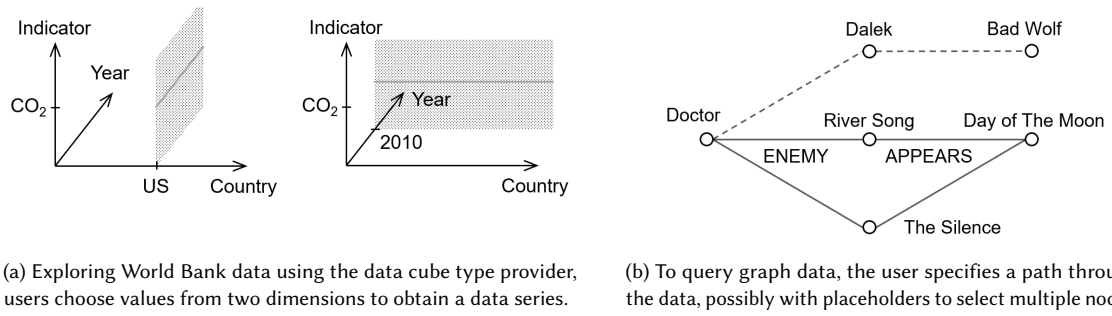 Indicator
Year
CO2
US
Country
Indicator
CO2
Year
2010
Country
Dalek
Bad Wolf
Doctor
River Song
Day of The Moon
ENEMY
APPEARS
The Silence
(a) Exploring World Bank data using the data cube type provider,
users choose values from two dimensions to obtain a data series.
(b) To query graph data, the user specifies a path
the data, possibly with placeholders to select multiple